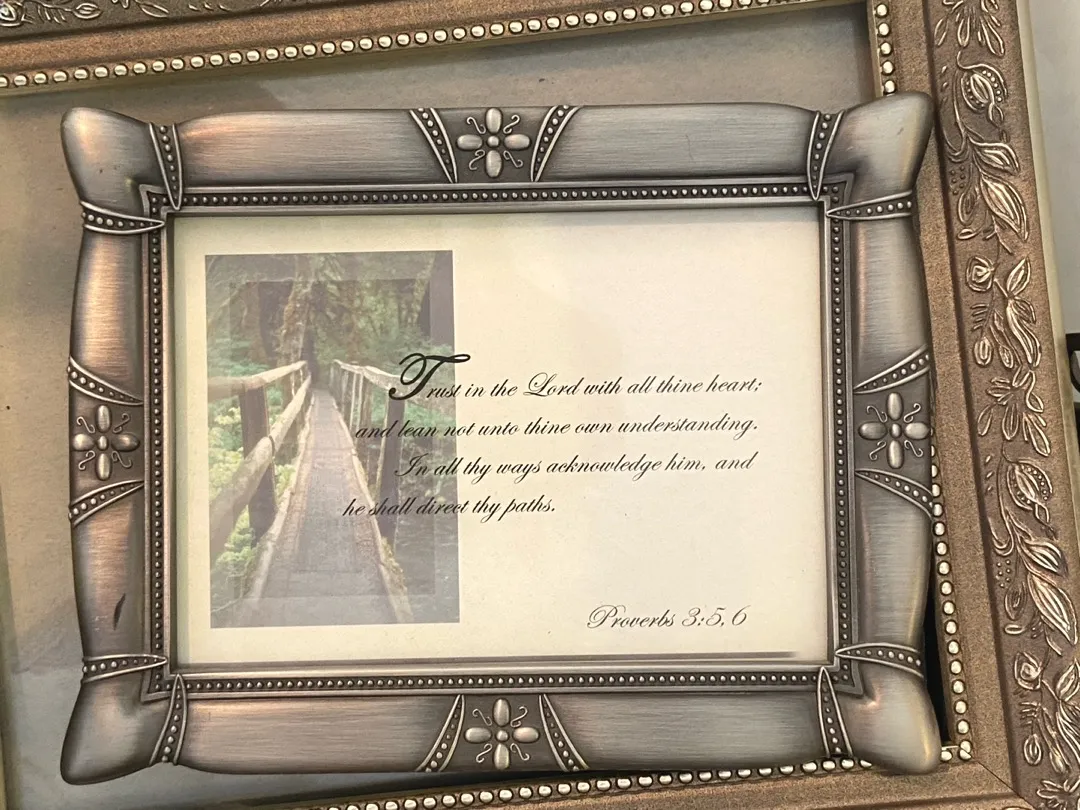 Trust in the Lord with all thine heart;
and lean not unto thine own understanding.
In all thy ways acknowledge him, and
he shall direct thy paths.
Proverbs 3:5,6